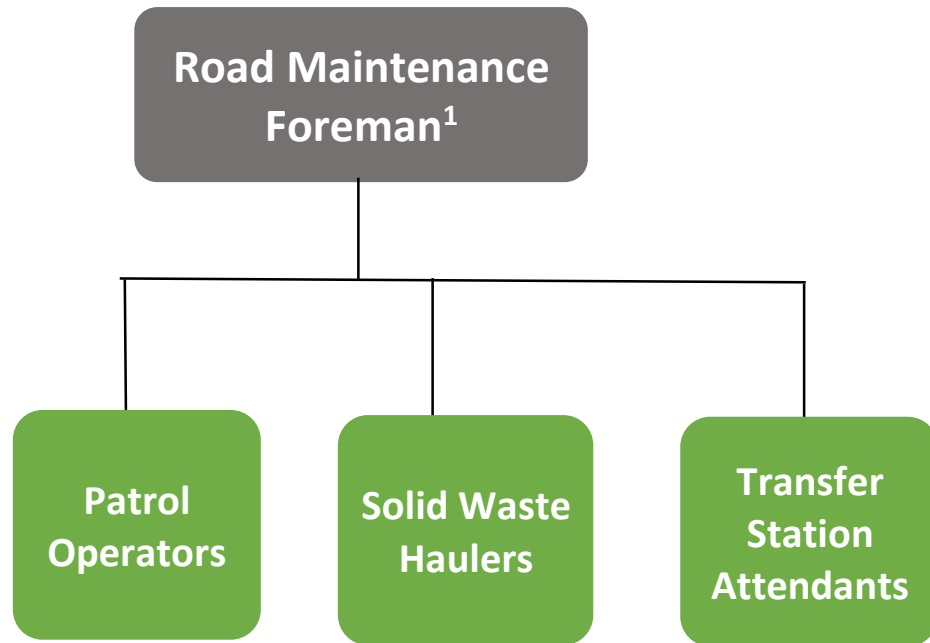 Road Maintenance
Foreman¹
Patrol
Operators
Solid Waste
Haulers
Transfer
Station
Attendants